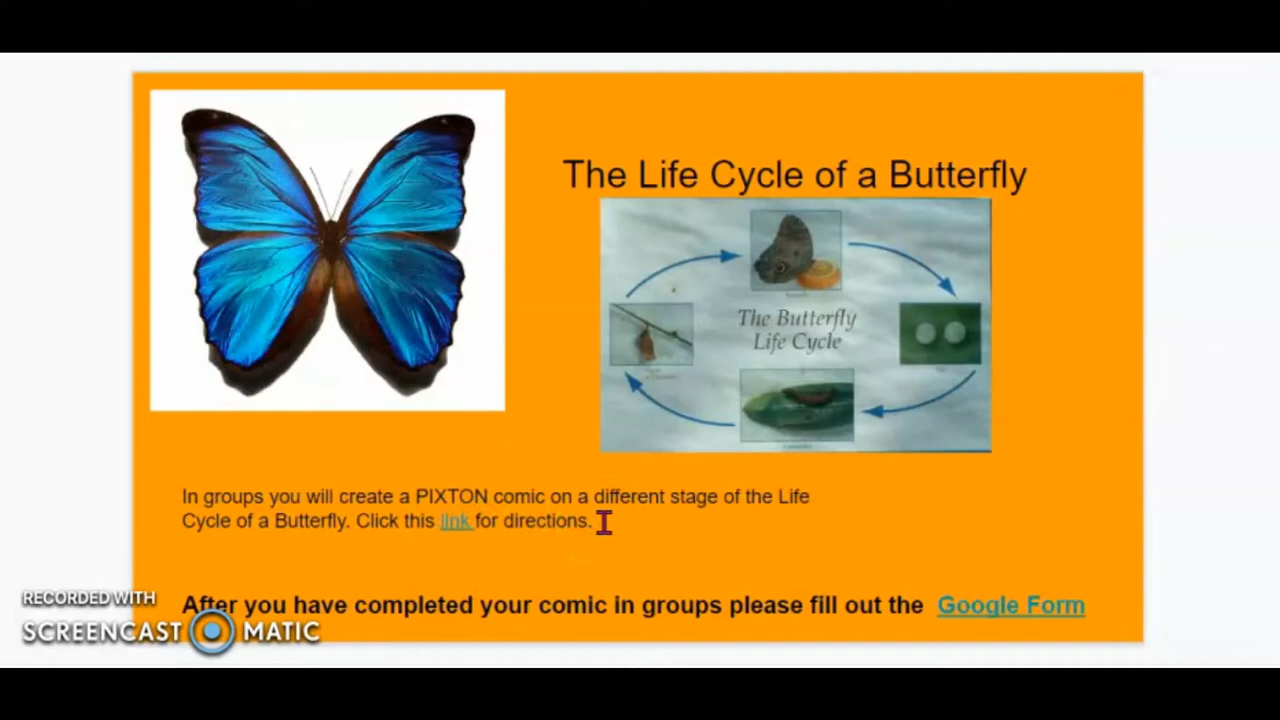 The Life Cycle of a Butterfly
The Butterfly
Life Cycle
In groups you will create a PIXTON comic on a different stage of the Life
Cycle of a Butterfly. Click this link for directions.
After you have completed your comic in groups please fill out the Google Form
RECORDED WITH
SCREENCAST MATIC